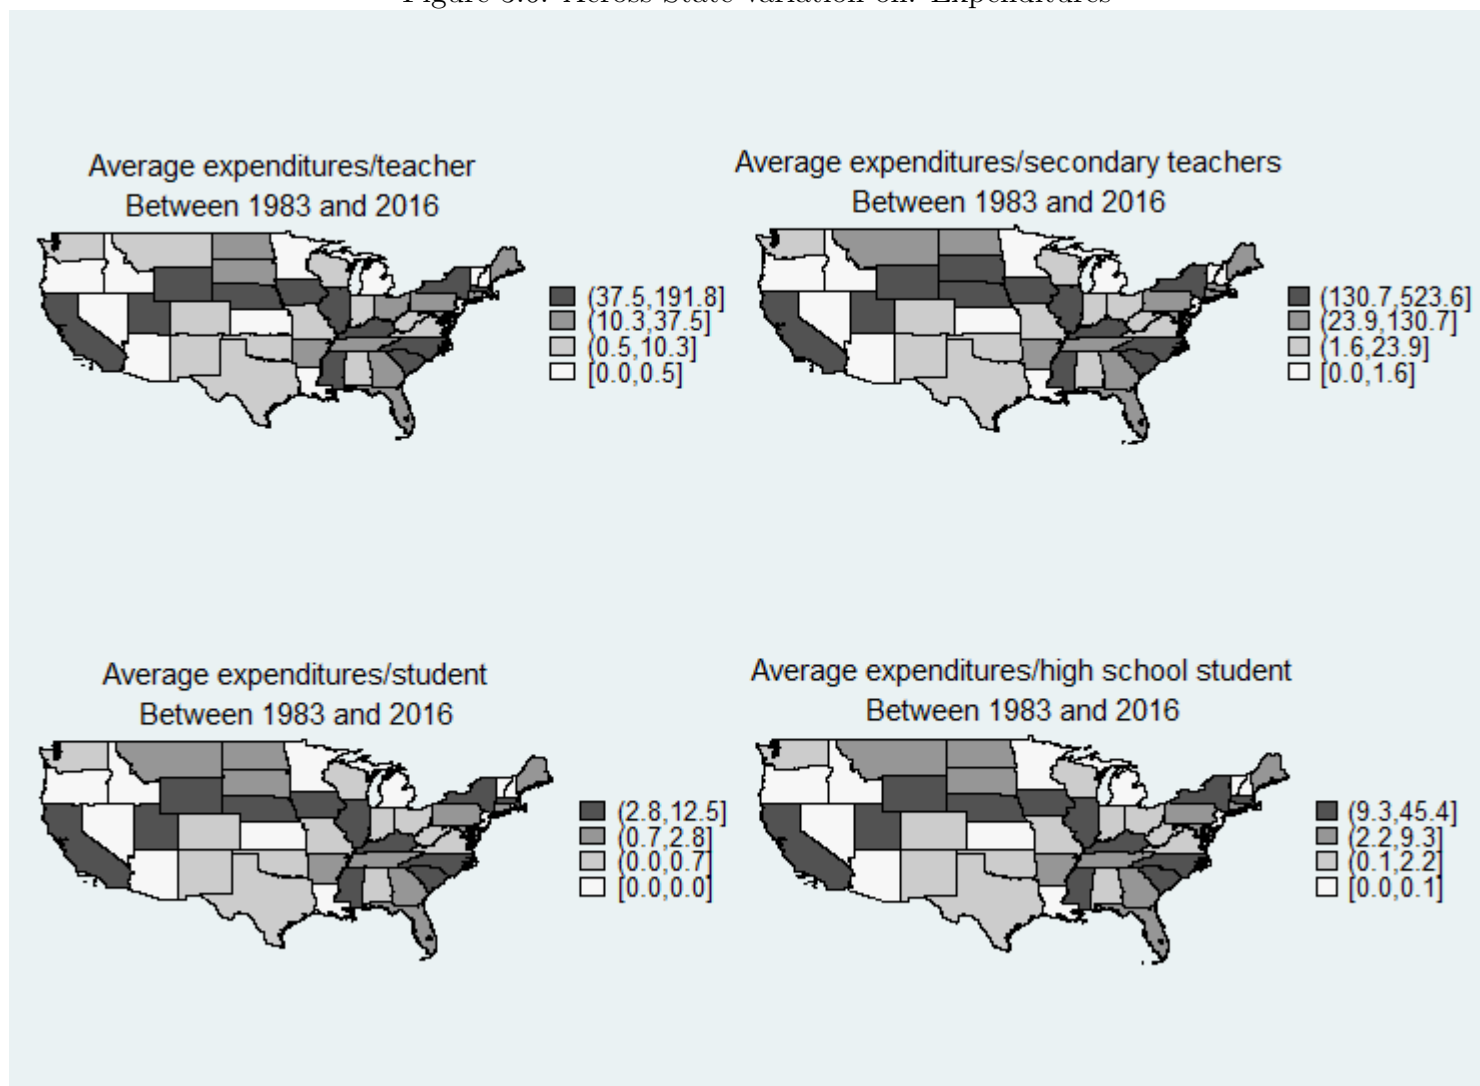 Average expenditures/teacher
Between 1983 and 2016
(37.5,191.8]
(10.3,37.5]
(0.5,10.3]
[0.0,0.5]
Average expenditures/secondary teachers
Between 1983 and 2016
(130.7,523.6]
(23.9,130.7]
(1.6,23.9]
[0.0,1.6]
Average expenditures/student
Between 1983 and 2016
(2.8,12.5]
(0.7,2.8]
(0.0,0.7]
[0.0,0.0]
Average expenditures/high school student
Between 1983 and 2016
(9.3,45.4]
(2.2,9.3]
(0.1,2.2]
[0.0,0.1]